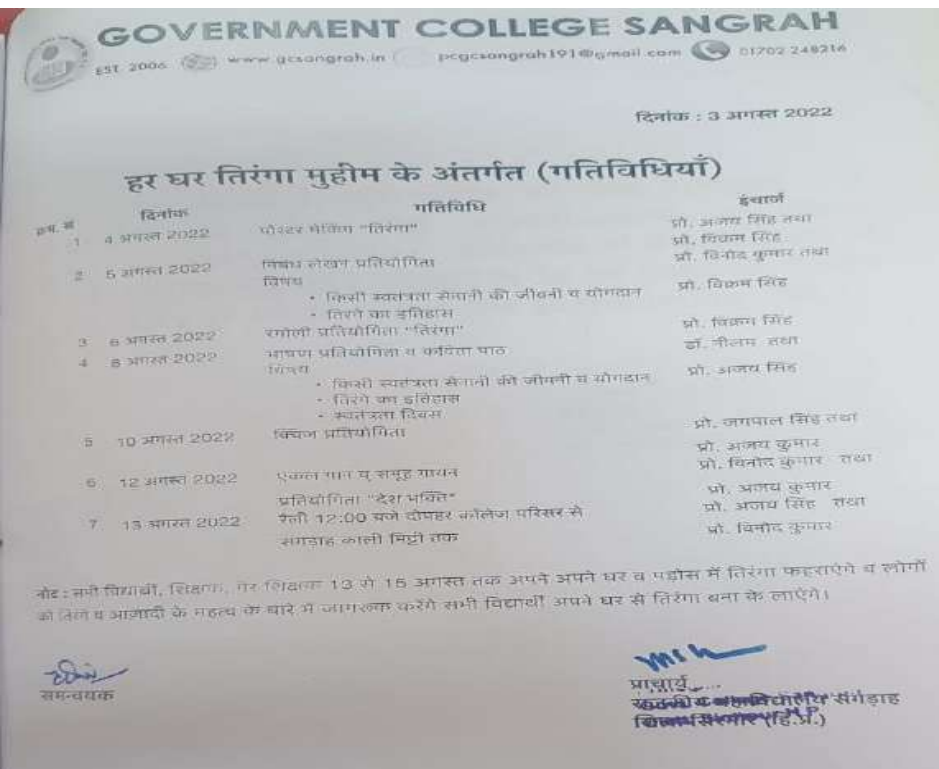 GOVERNMENT COLLEGE SANGRAH
EST. 2006 www.gcsangrah.in pcgcsangrah191@gmail.com 01702 248216
दिनांक : 3 अगस्त 2022
हर घर तिरंगा मुहीम के अंतर्गत (गतिविधियाँ)
क्र. सं दिनांक गतिविधि इंचार्ज
1 4 अगस्त 2022 पोस्टर मेकिंग "तिरंगा" प्रो. अजय सिंह तथा
प्रो. विक्रम सिंह
2 5 अगस्त 2022 निबंध लेखन प्रतियोगिता प्रो. विनोद कुमार तथा
विषय प्रो. विक्रम सिंह
• किसी स्वतंत्रता सेनानी की जीवनी व योगदान
• तिरंगे का इतिहास
3 6 अगस्त 2022 रंगोली प्रतियोगिता "तिरंगा" प्रो. विक्रम सिंह
4 8 अगस्त 2022 भाषण प्रतियोगिता व कविता पाठ डॉ. नीलम तथा
विषय प्रो. अजय सिंह
• किसी स्वतंत्रता सेनानी की जीवनी व योगदान
• तिरंगे का इतिहास
• स्वतंत्रता दिवस
5 10 अगस्त 2022 क्विज प्रतियोगिता प्रो. जगपाल सिंह तथा
प्रो. अजय कुमार
6 12 अगस्त 2022 एकल गान व समूह गायन प्रो. विनोद कुमार तथा
प्रतियोगिता "देश भक्ति" प्रो. अजय कुमार
7 13 अगस्त 2022 रैली 12:00 बजे दोपहर कॉलेज परिसर से प्रो. अजय सिंह तथा
संगड़ाह काली मिट्टी तक प्रो. विनोद कुमार
नोट : सभी विद्यार्थी, शिक्षक, गैर शिक्षक 13 से 15 अगस्त तक अपने अपने घर व पड़ोस में तिरंगा फहराएंगे व लोगों
को तिरंगे व आज़ादी के महत्व के बारे में जागरूक करेंगे सभी विद्यार्थी अपने घर से तिरंगा बना के लाएंगे।
समन्वयक
प्राचार्य
राजकीय महाविद्यालय संगड़ाह
जिला सिरमौर (हि.प्र.)